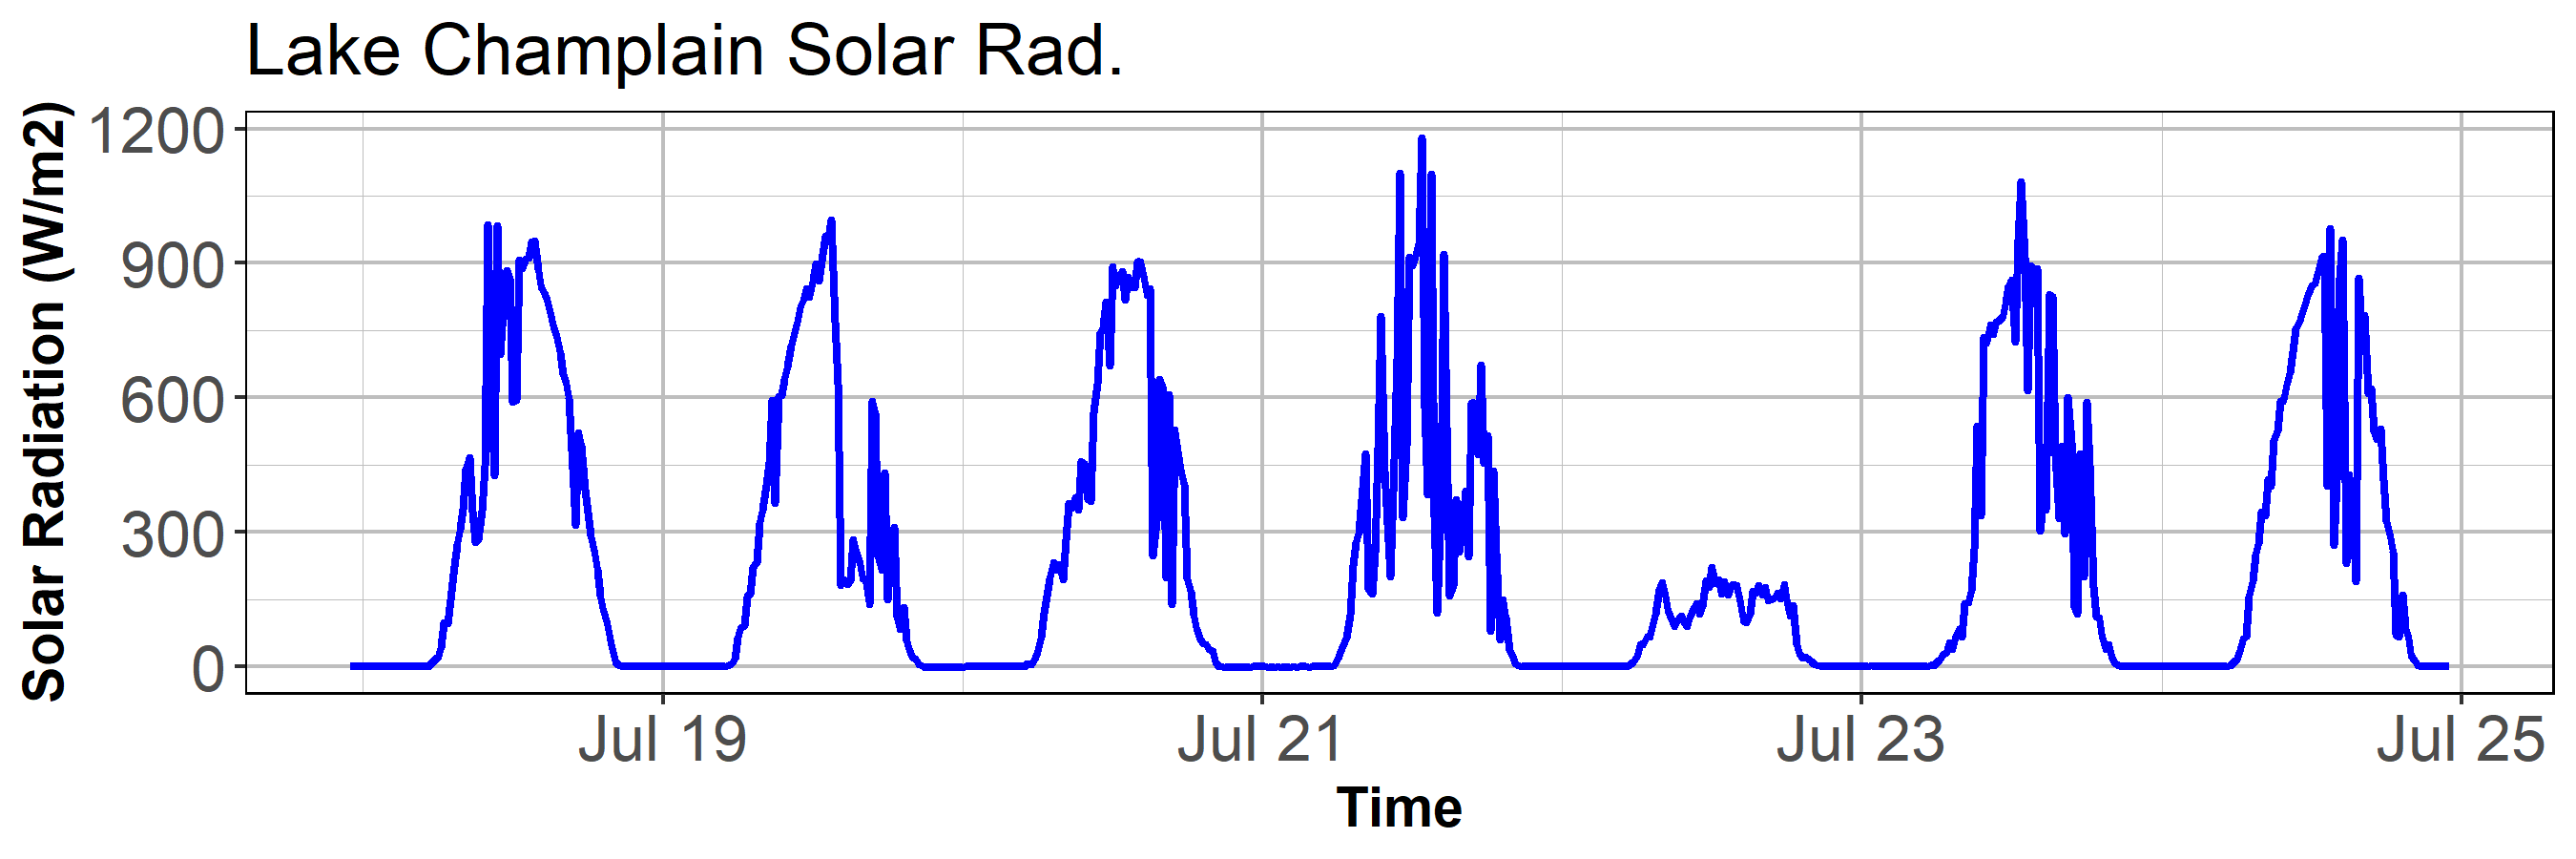 Lake Champlain Solar Rad.
Solar Radiation (W/m2)
1200
900
600
300
0
Jul 19 Jul 21 Jul 23 Jul 25
Time